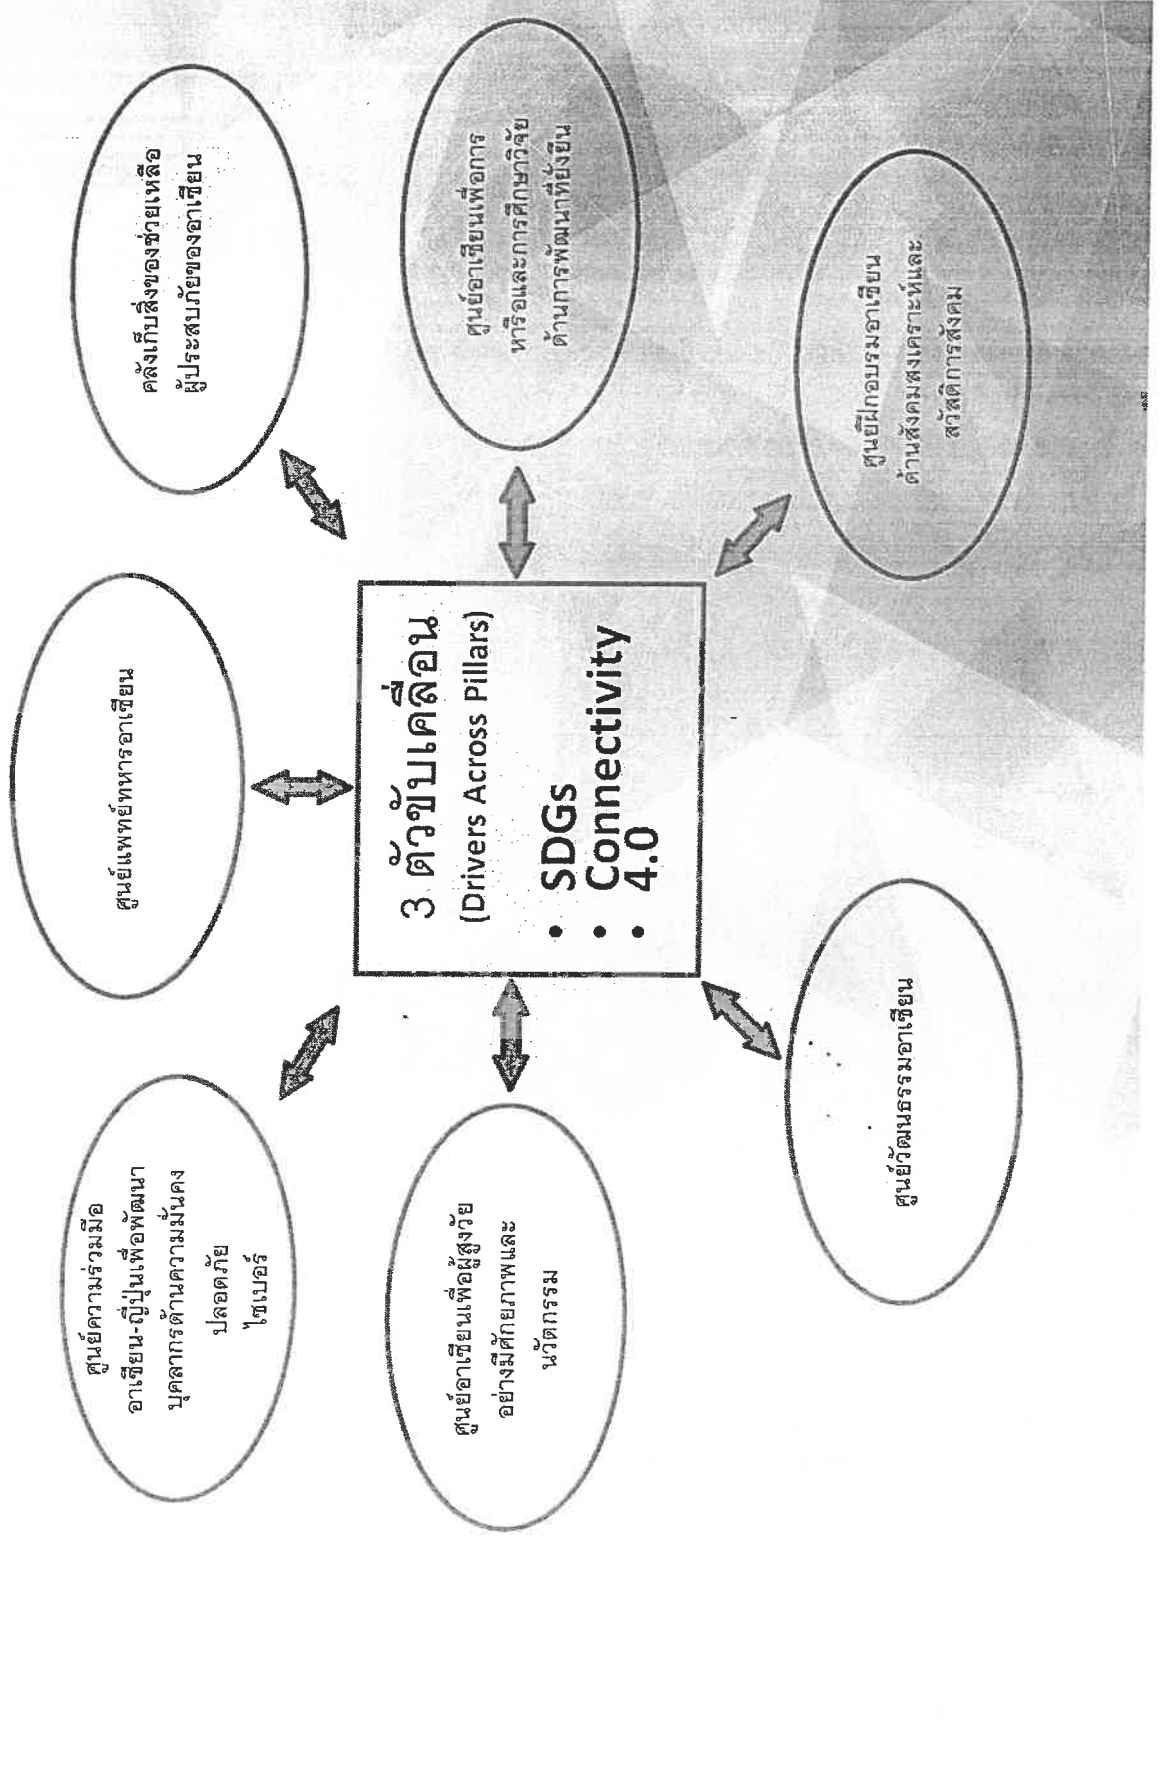 ศูนย์ความร่วมมือ
อาเซียน-ญี่ปุ่นเพื่อพัฒนา
บุคลากรด้านความมั่นคง
ปลอดภัย
ไซเบอร์
ศูนย์แพทย์ทหารอาเซียน
คลังเก็บสิ่งของช่วยเหลือ
ผู้ประสบภัยของอาเซียน
ศูนย์อาเซียนเพื่อผู้สูงวัย
อย่างมีศักยภาพและ
นวัตกรรม
3 ตัวขับเคลื่อน
(Drivers Across Pillars)
• SDGs
• Connectivity
• 4.0
ศูนย์อาเซียนเพื่อการ
หารือและการศึกษาวิจัย
ด้านการพัฒนาที่ยั่งยืน
ศูนย์วัฒนธรรมอาเซียน
ศูนย์ฝึกอบรมอาเซียน
ด้านสังคมสงเคราะห์และ
สวัสดิการสังคม